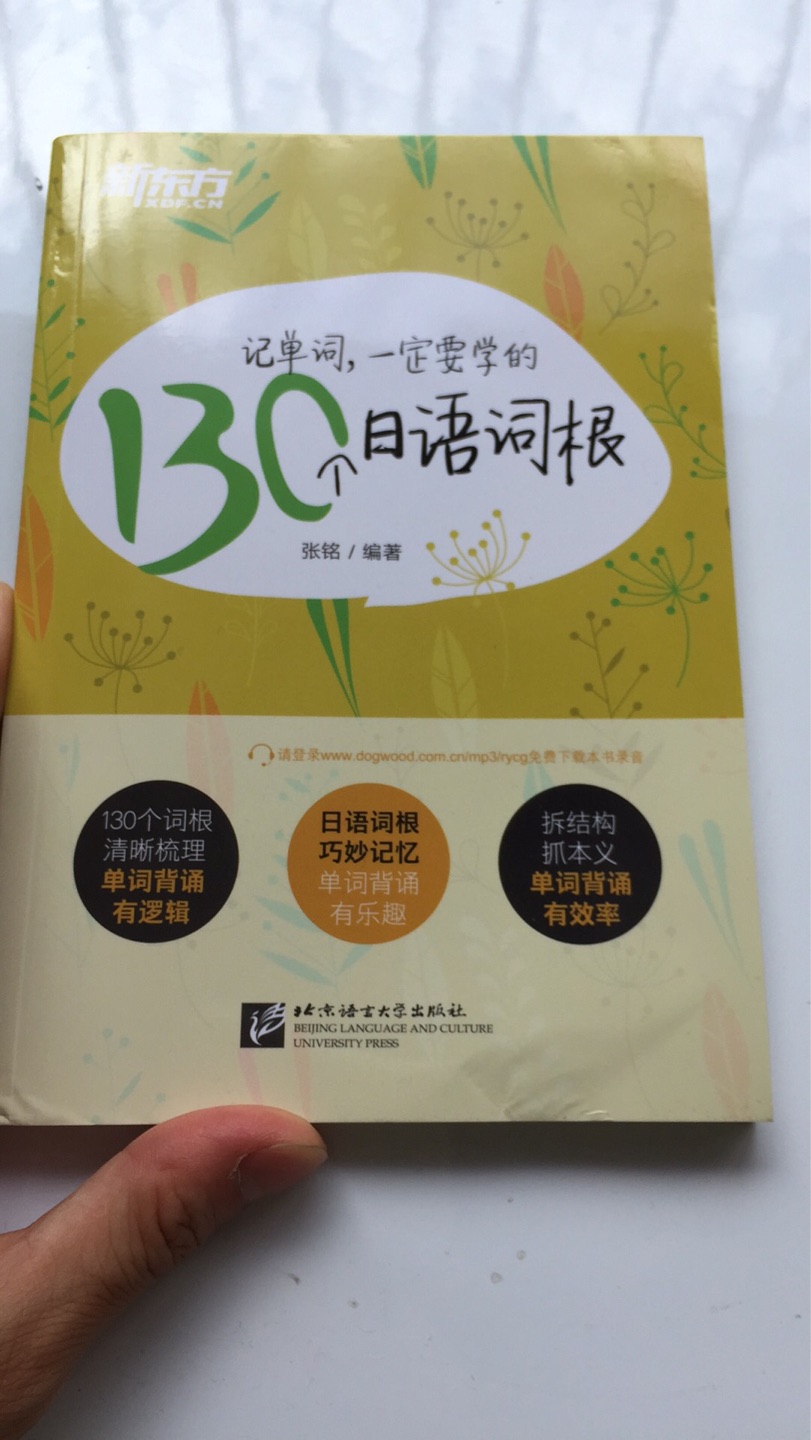 新东方
XDF.CN
记单词,一定要学的
130个日语词根
张铭 / 编著
请登录www.dogwood.com.cn/mp3/rycg免费下载本书录音
130个词根
清晰梳理
单词背诵
有逻辑
日语词根
巧妙记忆
单词背诵
有乐趣
拆结构
抓本义
单词背诵
有效率
语
北京语言大学出版社
BEIJING LANGUAGE AND CULTURE
UNIVERSITY PRESS